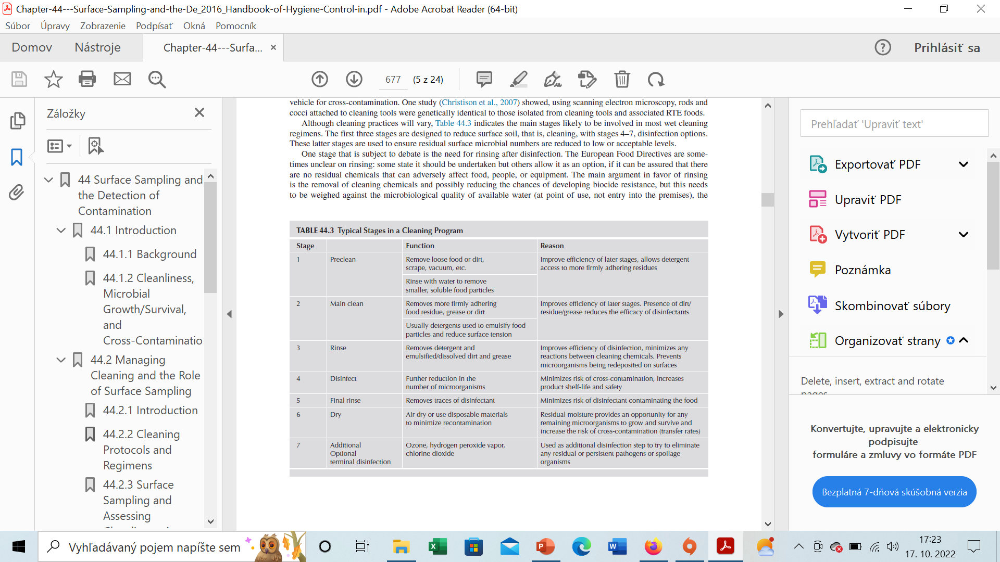 Chapter-44---Surface-Sampling-and-the-De_2016_Handbook-of-Hygiene-Control-in.pdf - Adobe Acrobat Reader (64-bit)
Súbor Úpravy Zobrazenie Podpísať Okná Pomocník
Domov Nástroje Chapter-44---Surfa... × Prihlásiť sa
677 (5 z 24)
Záložky
44 Surface Sampling and
the Detection of
Contamination
44.1 Introduction
44.1.1 Background
44.1.2 Cleanliness,
Microbial
Growth/Survival,
and
Cross-Contaminatio
44.2 Managing
Cleaning and the Role
of Surface Sampling
44.2.1 Introduction
44.2.2 Cleaning
Protocols and
Regimens
44.2.3 Surface
Sampling and
Assessing
vehicle for cross-contamination. One study (Christison et al., 2007) showed, using scanning electron microscopy, rods and
cocci attached to cleaning tools were genetically identical to those isolated from cleaning tools and associated RTE foods.
Although cleaning practices will vary, Table 44.3 indicates the main stages likely to be involved in most wet cleaning
regimens. The first three stages are designed to reduce surface soil, that is, cleaning, with stages 4–7, disinfection options.
These latter stages are used to ensure residual surface microbial numbers are reduced to low or acceptable levels.
One stage that is subject to debate is the need for rinsing after disinfection. The European Food Directives are some-
times unclear on rinsing: some state it should be undertaken but others allow it as an option, if it can be assured that there
are no residual chemicals that can adversely affect food, people, or equipment. The main argument in favor of rinsing
is the removal of cleaning chemicals and possibly reducing the chances of developing biocide resistance, but this needs
to be weighed against the microbiological quality of available water (at point of use, not entry into the premises), the
TABLE 44.3 Typical Stages in a Cleaning Program
Stage Function Reason
1 Preclean Remove loose food or dirt, Improve efficiency of later stages, allows detergent
scrape, vacuum, etc. access to more firmly adhering residues
Rinse with water to remove
smaller, soluble food particles
2 Main clean Removes more firmly adhering Improves efficiency of later stages. Presence of dirt/
food residue, grease or dirt residue/grease reduces the efficacy of disinfectants
Usually detergents used to emulsify food
particles and reduce surface tension
3 Rinse Removes detergent and Improves efficiency of disinfection, minimizes any
emulsified/dissolved dirt and grease reactions between cleaning chemicals. Prevents
microorganisms being redeposited on surfaces
4 Disinfect Further reduction in the Minimizes risk of cross-contamination, increases
number of microorganisms product shelf-life and safety
5 Final rinse Removes traces of disinfectant Minimizes risk of disinfectant contaminating the food
6 Dry Air dry or use disposable materials Residual moisture provides an opportunity for any
to minimize recontamination remaining microorganisms to grow and survive and
increase the risk of cross-contamination (transfer rates)
7 Additional Ozone, hydrogen peroxide vapor, Used as additional disinfection step to try to eliminate
Optional chlorine dioxide any residual or persistent pathogens or spoilage
terminal disinfection organisms
Prehľadať 'Upraviť text'
Exportovať PDF
Upraviť PDF
Vytvoriť PDF
Poznámka
Skombinovať súbory
Organizovať strany
Delete, insert, extract and rotate
pages
Konvertujte, upravujte a elektronicky
podpisujte
formuláre a zmluvy vo formáte PDF
Bezplatná 7-dňová skúšobná verzia
Vyhľadávaný pojem napíšte sem
17:23
17. 10. 2022